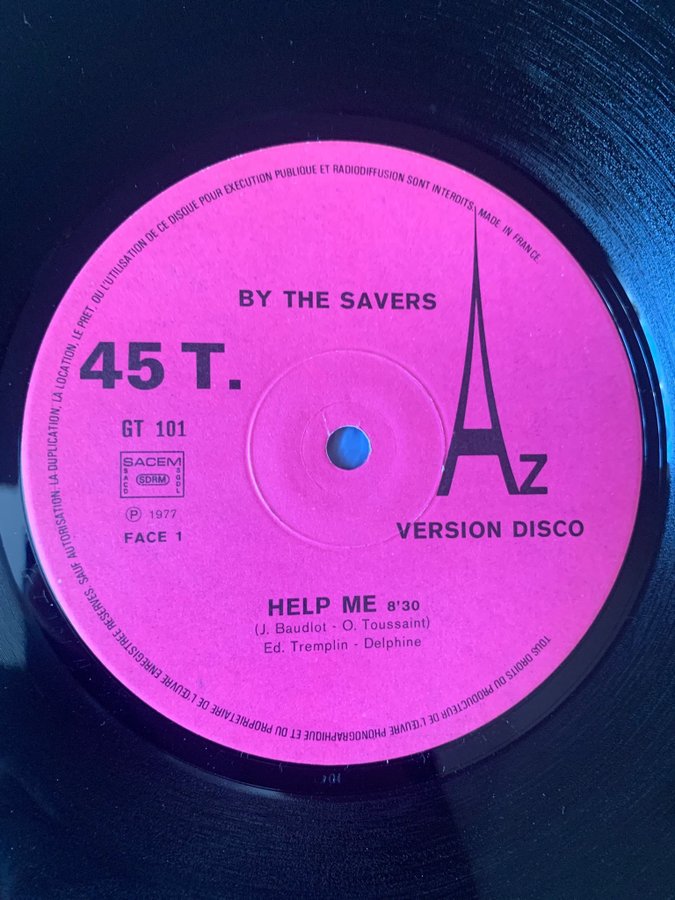 TOUS DROITS DU PRODUCTEUR DE L'ŒUVRE PHONOGRAPHIQUE ET DU PROPRIETAIRE DE L'ŒUVRE ENREGISTREE RESERVES. SAUF AUTORISATION LA DUPLICATION, LA LOCATION, LE PRET, OU L'UTILISATION DE CE DISQUE POUR EXECUTION PUBLIQUE ET RADIODIFFUSION SONT INTERDITS. MADE IN FRANCE.
BY THE SAVERS
45 T.
GT 101
SACEM
SACD
SDRM
SGDL
℗ 1977
FACE 1
AZ
VERSION DISCO
HELP ME 8'30
(J. Baudlot - O. Toussaint)
Ed. Tremplin - Delphine